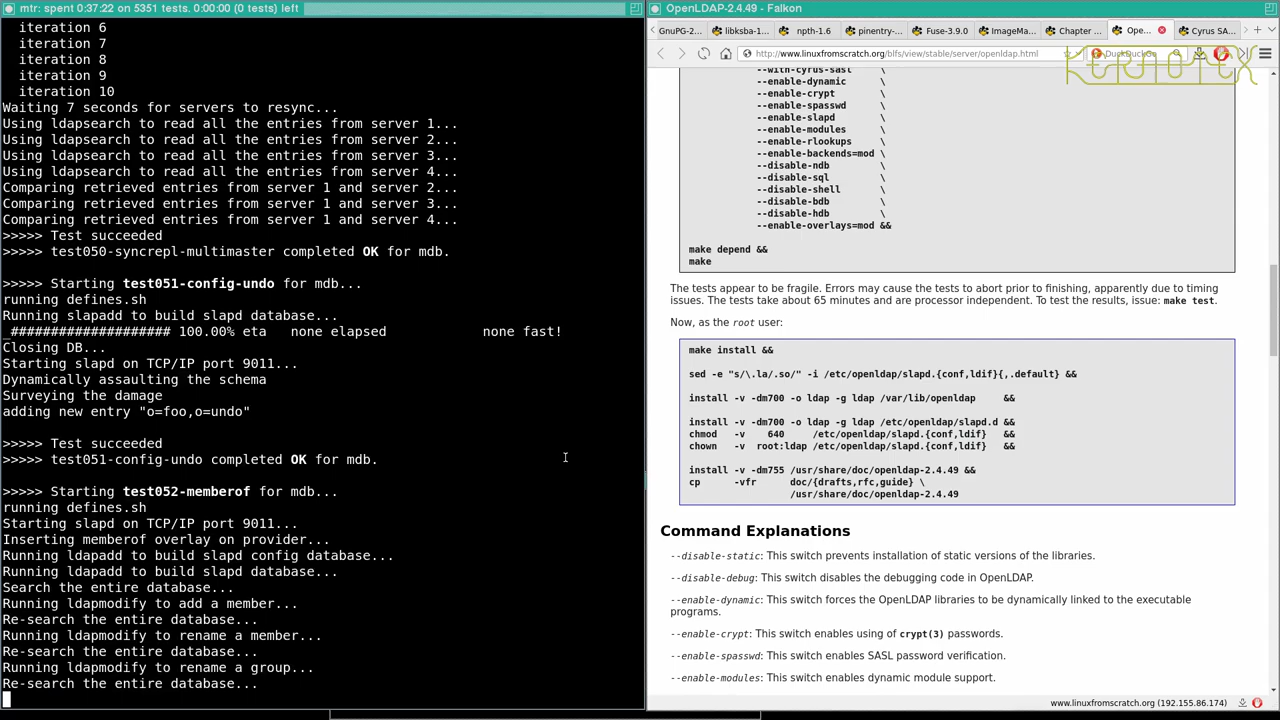 mtr: spent 0:37:22 on 5351 tests. 0:00:00 (0 tests) left
iteration 6
iteration 7
iteration 8
iteration 9
iteration 10
Waiting 7 seconds for servers to resync...
Using ldapsearch to read all the entries from server 1...
Using ldapsearch to read all the entries from server 2...
Using ldapsearch to read all the entries from server 3...
Using ldapsearch to read all the entries from server 4...
Comparing retrieved entries from server 1 and server 2...
Comparing retrieved entries from server 1 and server 3...
Comparing retrieved entries from server 1 and server 4...
>>>>> Test succeeded
>>>>> test050-syncrepl-multimaster completed OK for mdb.
>>>>> Starting test051-config-undo for mdb...
running defines.sh
Running slapadd to build slapd database...
_#################### 100.00% eta   none elapsed            none fast!
Closing DB...
Starting slapd on TCP/IP port 9011...
Dynamically assaulting the schema
Surveying the damage
adding new entry "o=foo,o=undo"
>>>>> Test succeeded
>>>>> test051-config-undo completed OK for mdb.
>>>>> Starting test052-memberof for mdb...
running defines.sh
Starting slapd on TCP/IP port 9011...
Inserting memberof overlay on provider...
Running ldapadd to build slapd config database...
Running ldapadd to build slapd database...
Search the entire database...
Running ldapmodify to add a member...
Re-search the entire database...
Running ldapmodify to rename a member...
Re-search the entire database...
Running ldapmodify to rename a group...
Re-search the entire database...
OpenLDAP-2.4.49 - Falkon
GnuPG-2... libksba-1... npth-1.6 pinentry-... Fuse-3.9.0 ImageMa... Chapter ... Ope... Cyrus SA...
http://www.linuxfromscratch.org/blfs/view/stable/server/openldap.html DuckDuckGo
KERNOTEX
--with-cyrus-sasl \
--enable-dynamic \
--enable-crypt \
--enable-spasswd \
--enable-slapd \
--enable-modules \
--enable-rlookups \
--enable-backends=mod \
--disable-ndb \
--disable-sql \
--disable-shell \
--disable-bdb \
--disable-hdb \
--enable-overlays=mod &&
make depend &&
make
The tests appear to be fragile. Errors may cause the tests to abort prior to finishing, apparently due to timing
issues. The tests take about 65 minutes and are processor independent. To test the results, issue: make test.
Now, as the root user:
make install &&
sed -e "s/\.la/.so/" -i /etc/openldap/slapd.{conf,ldif}{,.default} &&
install -v -dm700 -o ldap -g ldap /var/lib/openldap     &&
install -v -dm700 -o ldap -g ldap /etc/openldap/slapd.d &&
chmod   -v    640     /etc/openldap/slapd.{conf,ldif}   &&
chown   -v  root:ldap /etc/openldap/slapd.{conf,ldif}   &&
install -v -dm755 /usr/share/doc/openldap-2.4.49 &&
cp      -vfr      doc/{drafts,rfc,guide} \
/usr/share/doc/openldap-2.4.49
Command Explanations
--disable-static: This switch prevents installation of static versions of the libraries.
--disable-debug: This switch disables the debugging code in OpenLDAP.
--enable-dynamic: This switch forces the OpenLDAP libraries to be dynamically linked to the executable
programs.
--enable-crypt: This switch enables using of crypt(3) passwords.
--enable-spasswd: This switch enables SASL password verification.
--enable-modules: This switch enables dynamic module support.
www.linuxfromscratch.org (192.155.86.174)